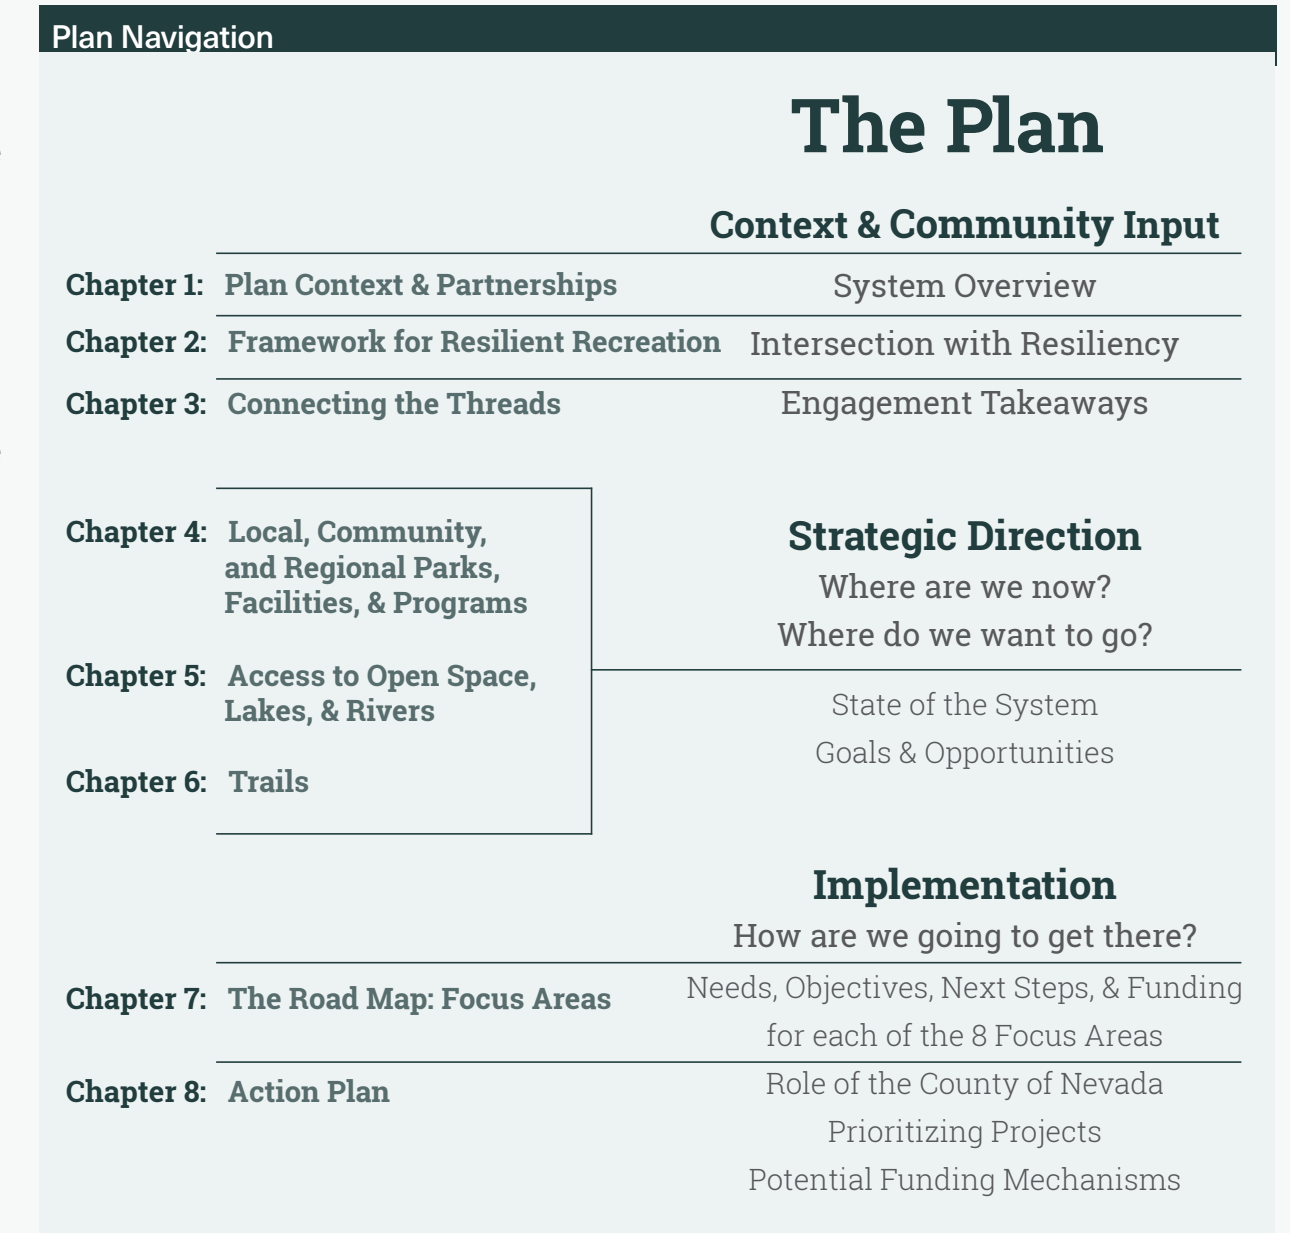 Plan Navigation
The Plan
Context & Community Input
Chapter 1: Plan Context & Partnerships System Overview
Chapter 2: Framework for Resilient Recreation Intersection with Resiliency
Chapter 3: Connecting the Threads Engagement Takeaways
Chapter 4: Local, Community,
and Regional Parks,
Facilities, & Programs
Chapter 5: Access to Open Space,
Lakes, & Rivers
Chapter 6: Trails
Strategic Direction
Where are we now?
Where do we want to go?
State of the System
Goals & Opportunities
Implementation
How are we going to get there?
Chapter 7: The Road Map: Focus Areas
Needs, Objectives, Next Steps, & Funding
for each of the 8 Focus Areas
Chapter 8: Action Plan
Role of the County of Nevada
Prioritizing Projects
Potential Funding Mechanisms